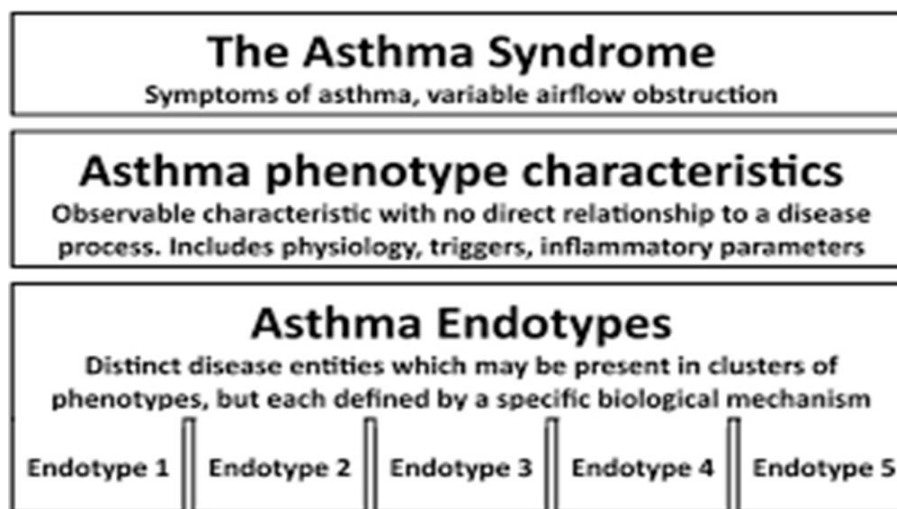 The Asthma Syndrome
Symptoms of asthma, variable airflow obstruction
Asthma phenotype characteristics
Observable characteristic with no direct relationship to a disease
process. Includes physiology, triggers, inflammatory parameters
Asthma Endotypes
Distinct disease entities which may be present in clusters of
phenotypes, but each defined by a specific biological mechanism
Endotype 1 Endotype 2 Endotype 3 Endotype 4 Endotype 5